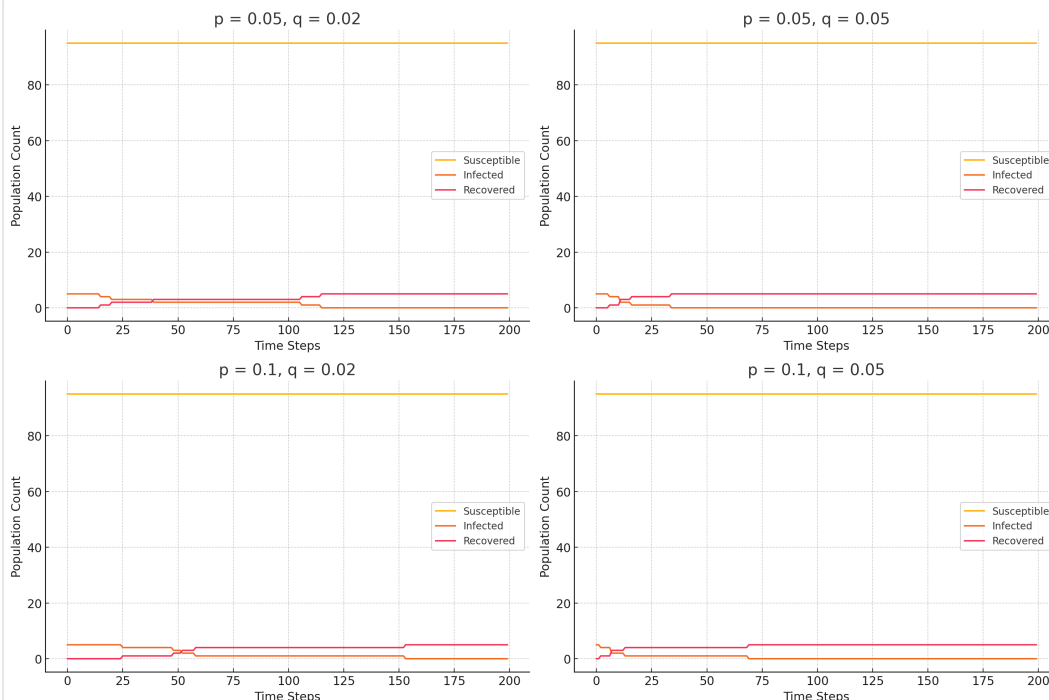 p = 0.05, q = 0.02
Population Count
80
60
40
20
0
Susceptible
Infected
Recovered
0 25 50 75 100 125 150 175 200
Time Steps
p = 0.05, q = 0.05
Population Count
80
60
40
20
0
Susceptible
Infected
Recovered
0 25 50 75 100 125 150 175 200
Time Steps
p = 0.1, q = 0.02
Population Count
80
60
40
20
0
Susceptible
Infected
Recovered
0 25 50 75 100 125 150 175 200
Time Steps
p = 0.1, q = 0.05
Population Count
80
60
40
20
0
Susceptible
Infected
Recovered
0 25 50 75 100 125 150 175 200
Time Steps